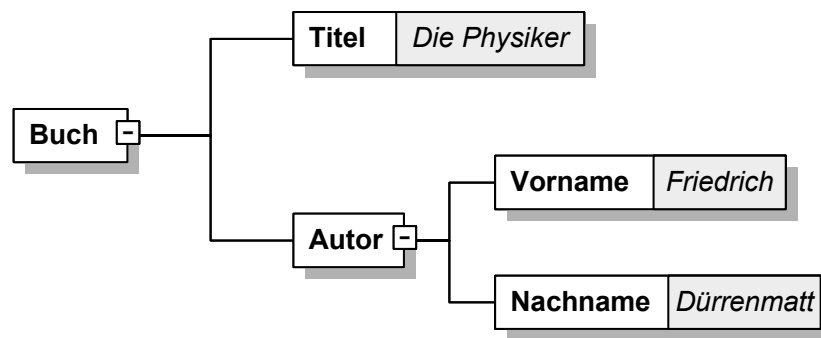 Titel Die Physiker
Buch
Vorname Friedrich
Autor
Nachname Dürrenmatt